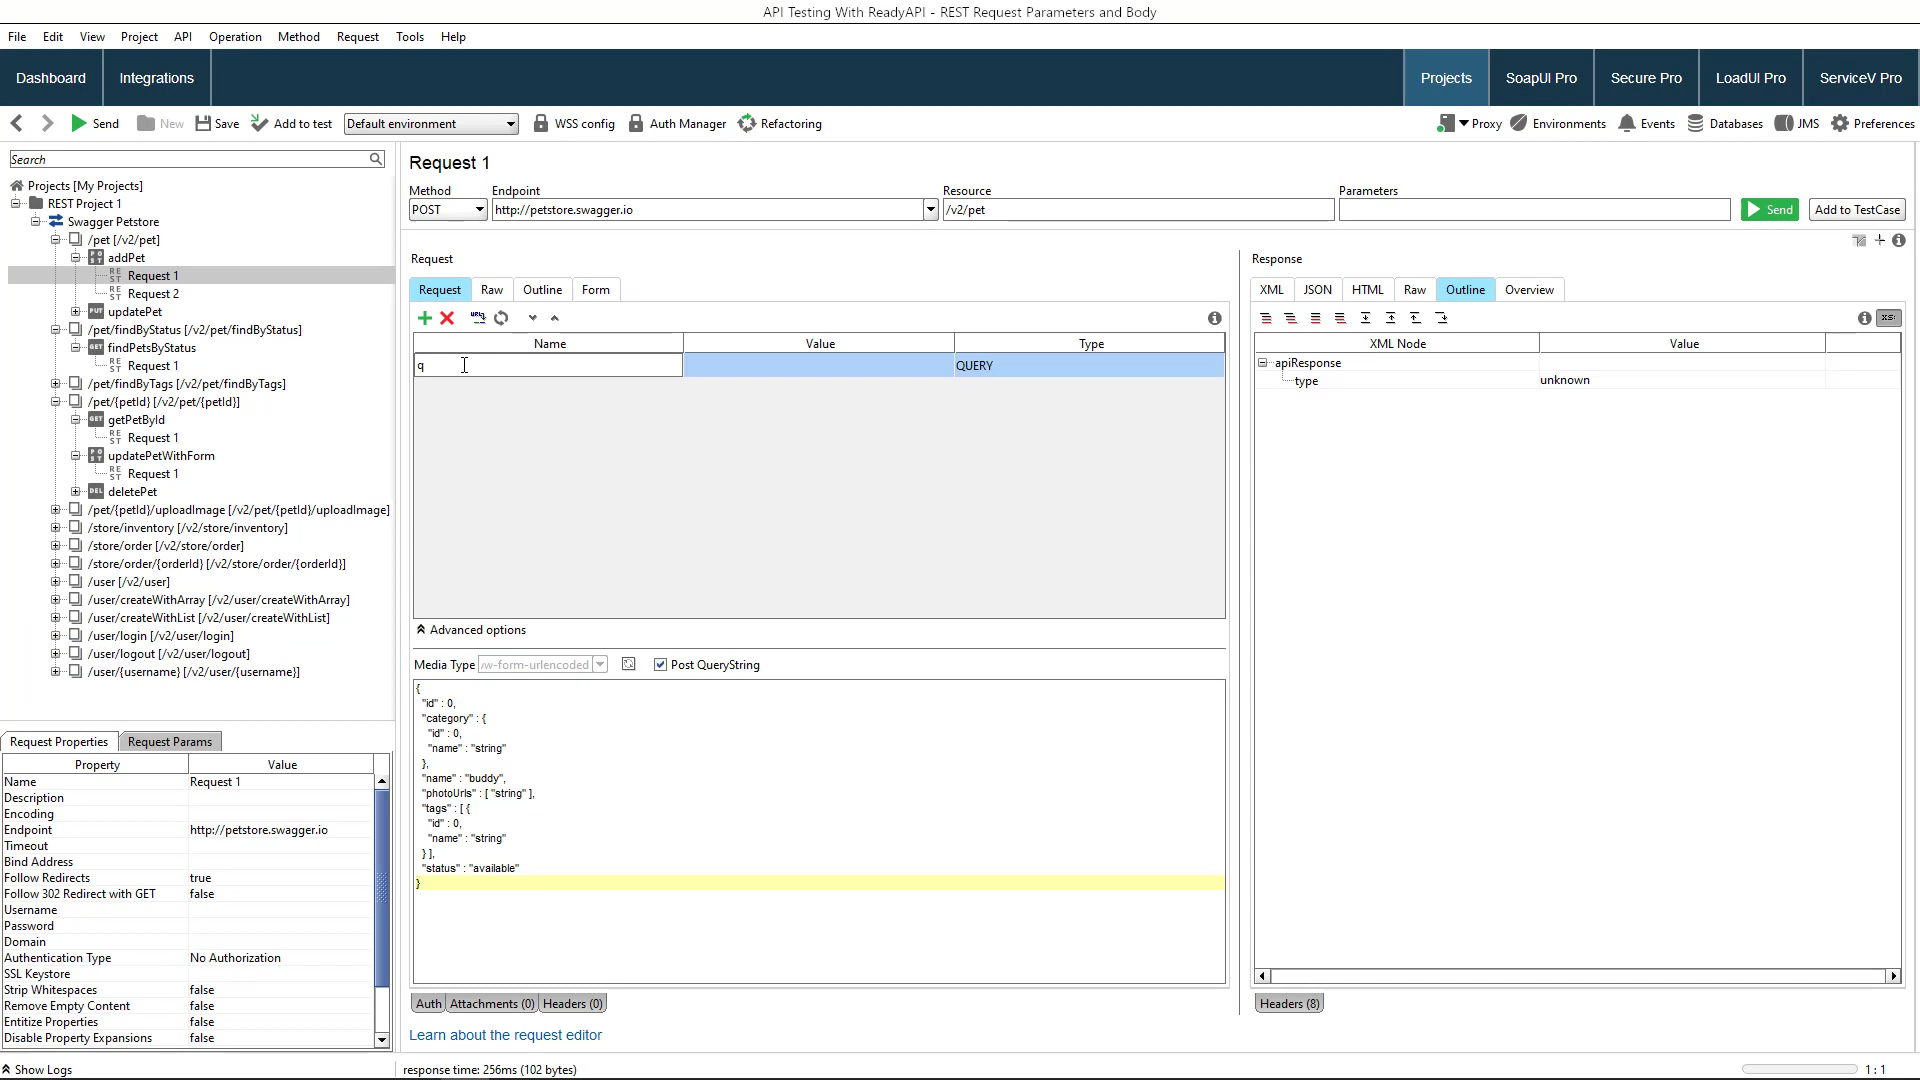 API Testing With ReadyAPI - REST Request Parameters and Body
File Edit View Project API Operation Method Request Tools Help
Dashboard Integrations Projects SoapUI Pro Secure Pro LoadUI Pro ServiceV Pro
Send New Save Add to test Default environment WSS config Auth Manager Refactoring Proxy Environments Events Databases JMS Preferences
Search
Projects [My Projects]
REST Project 1
Swagger Petstore
/pet [/v2/pet]
POST addPet
REST Request 1
REST Request 2
PUT updatePet
/pet/findByStatus [/v2/pet/findByStatus]
GET findPetsByStatus
REST Request 1
/pet/findByTags [/v2/pet/findByTags]
/pet/{petId} [/v2/pet/{petId}]
GET getPetById
REST Request 1
POST updatePetWithForm
REST Request 1
DEL deletePet
/pet/{petId}/uploadImage [/v2/pet/{petId}/uploadImage]
/store/inventory [/v2/store/inventory]
/store/order [/v2/store/order]
/store/order/{orderId} [/v2/store/order/{orderId}]
/user [/v2/user]
/user/createWithArray [/v2/user/createWithArray]
/user/createWithList [/v2/user/createWithList]
/user/login [/v2/user/login]
/user/logout [/v2/user/logout]
/user/{username} [/v2/user/{username}]
Request Properties Request Params
Property Value
Name Request 1
Description
Encoding
Endpoint http://petstore.swagger.io
Timeout
Bind Address
Follow Redirects true
Follow 302 Redirect with GET false
Username
Password
Domain
Authentication Type No Authorization
SSL Keystore
Strip Whitespaces false
Remove Empty Content false
Entitize Properties false
Disable Property Expansions false
Show Logs
Request 1
Method Endpoint Resource Parameters
POST http://petstore.swagger.io /v2/pet Send Add to TestCase
Request
Request Raw Outline Form
Name Value Type
q QUERY
Advanced options
Media Type /w-form-urlencoded Post QueryString
{
"id" : 0,
"category" : {
"id" : 0,
"name" : "string"
},
"name" : "buddy",
"photoUrls" : [ "string" ],
"tags" : [ {
"id" : 0,
"name" : "string"
} ],
"status" : "available"
}
Auth Attachments (0) Headers (0)
Learn about the request editor
response time: 256ms (102 bytes)
Response
XML JSON HTML Raw Outline Overview
XS:
XML Node Value
apiResponse
type unknown
Headers (8)
1 : 1